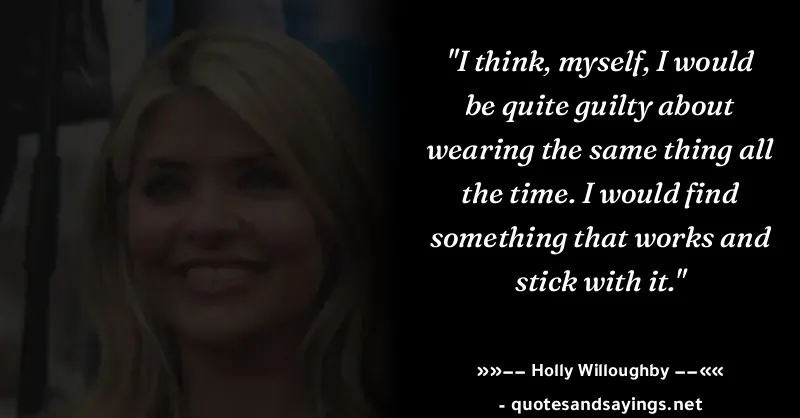 "I think, myself, I would
be quite guilty about
wearing the same thing all
the time. I would find
something that works and
stick with it."
»»–– Holly Willoughby ––««
- quotesandsayings.net